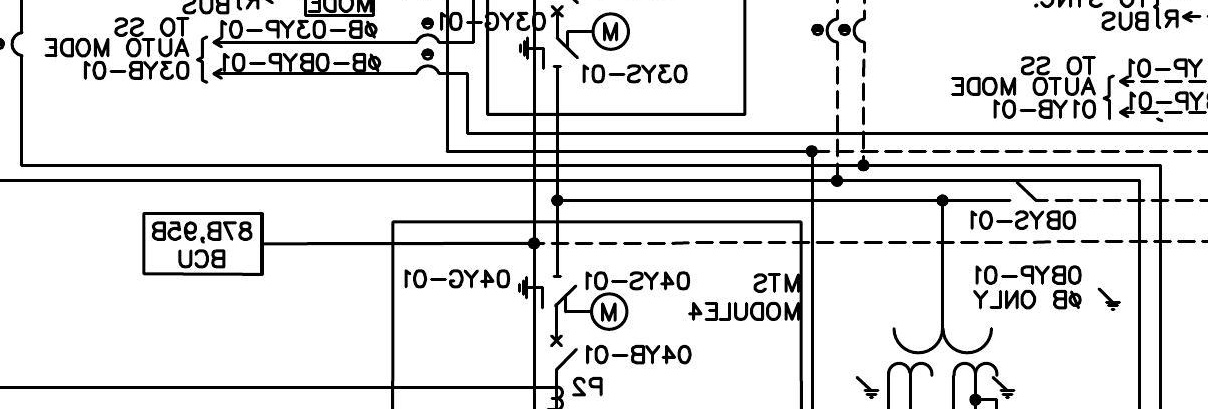 MODE
R
BUS
03YG-01
M
TO SS
AUTO MODE
03YB-01
ØB-03YP-01
ØB-0BYP-01
03YS-01
TO SYNC.
R
BUS
TO SS
AUTO MODE
01YB-01
YP-01
BYP-01
87B,95B
BCU
0BYS-01
04YG-01
04YS-01
MTS
MODULE4
M
0BYP-01
ØB ONLY
04YB-01
P2